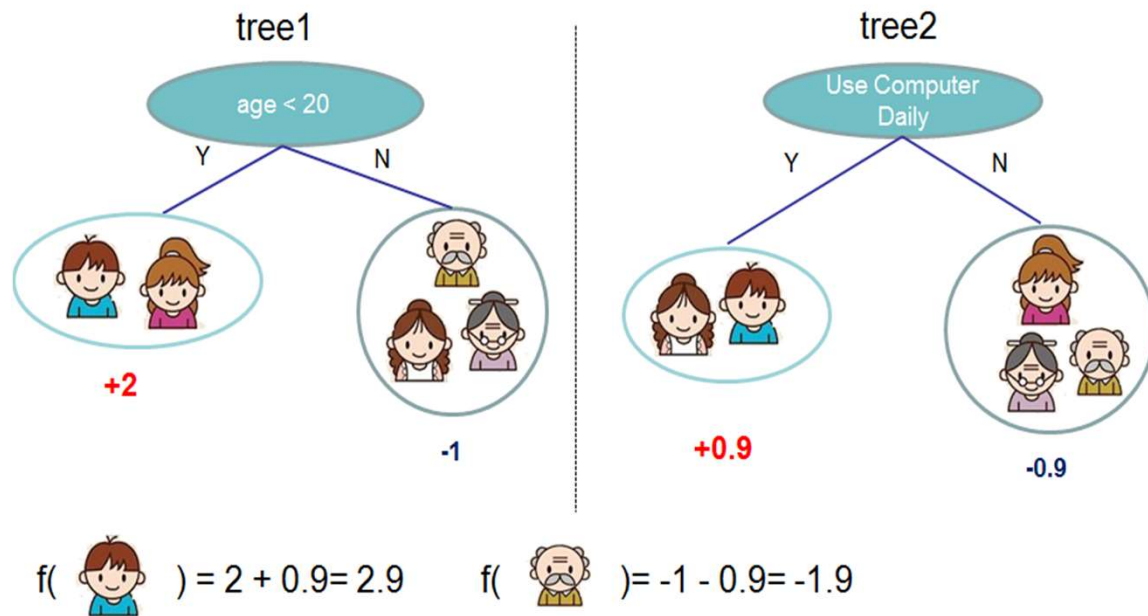 tree1
tree2
age < 20
Use Computer
Daily
Y
N
Y
N
+2
-1
+0.9
-0.9
f( ) = 2 + 0.9= 2.9
f( )= -1 - 0.9= -1.9